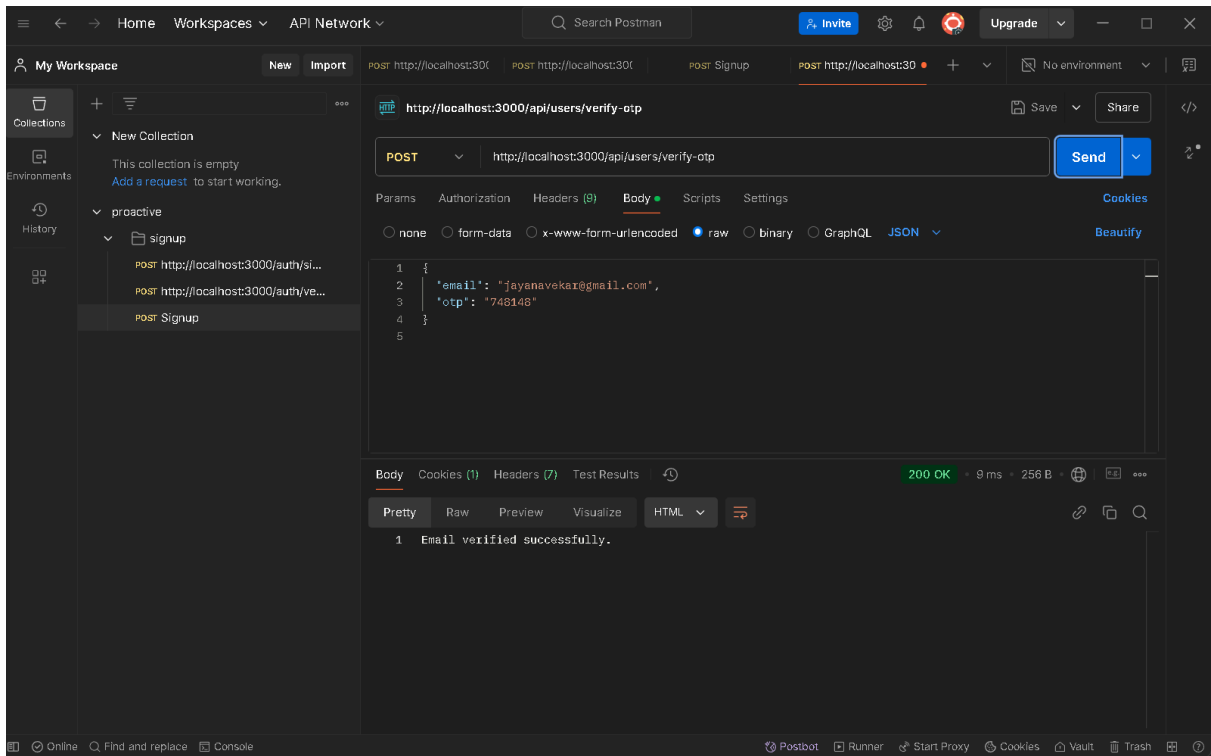 Home Workspaces API Network Search Postman Invite Upgrade
My Workspace New Import POST http://localhost:300 POST http://localhost:300 POST Signup POST http://localhost:30 No environment
Collections
Environments
History
New Collection
This collection is empty
Add a request to start working.
proactive
signup
POST http://localhost:3000/auth/si...
POST http://localhost:3000/auth/ve...
POST Signup
HTTP http://localhost:3000/api/users/verify-otp Save Share
POST http://localhost:3000/api/users/verify-otp Send
Params Authorization Headers (9) Body Scripts Settings Cookies
none form-data x-www-form-urlencoded raw binary GraphQL JSON Beautify
1 {
2 "email": "jayanavekar@gmail.com",
3 "otp": "748148"
4 }
5
Body Cookies (1) Headers (7) Test Results 200 OK 9 ms 256 B e.g.
Pretty Raw Preview Visualize HTML
1 Email verified successfully.
Online Find and replace Console Postbot Runner Start Proxy Cookies Vault Trash